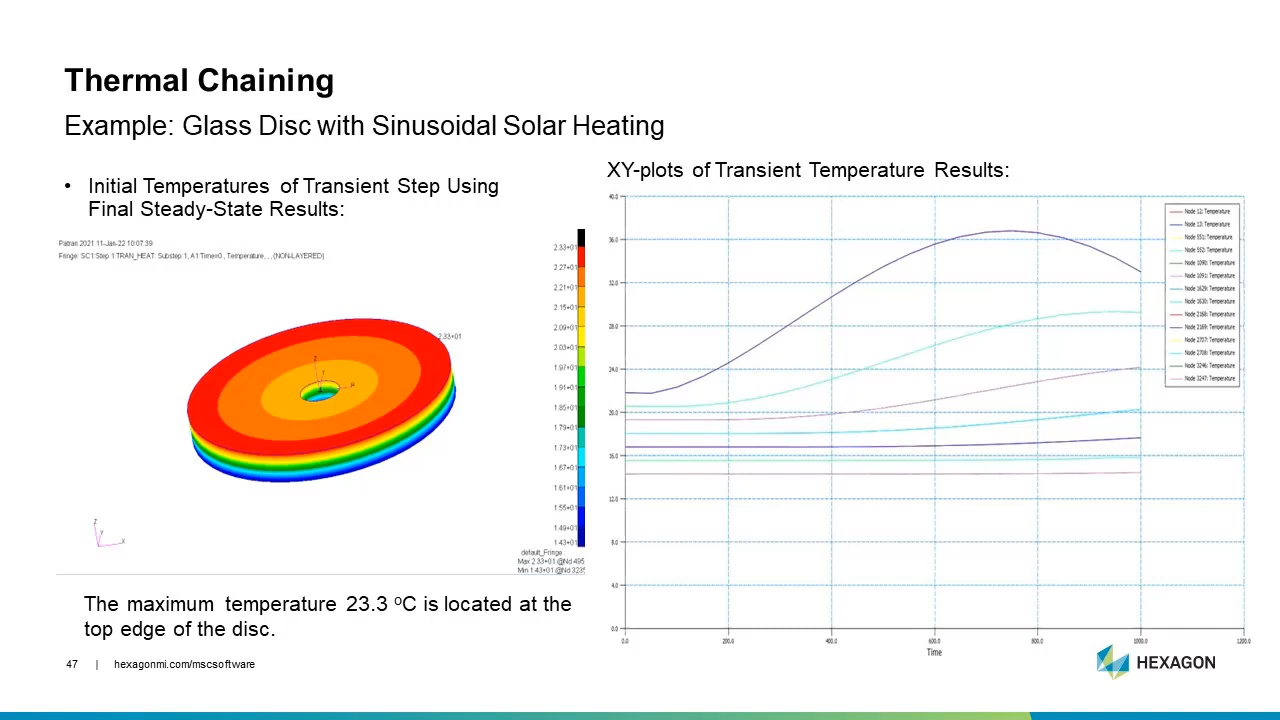 Thermal Chaining
Example: Glass Disc with Sinusoidal Solar Heating
• Initial Temperatures of Transient Step Using
Final Steady-State Results:
Patran 2021 11-Jan-22 10:07:39
Fringe: SC1:Step 1 TRAN_HEAT: Substep:1, A1:Time=0., Temperature, , , (NON-LAYERED)
2.33+01
2.27+01
2.21+01
2.15+01
2.09+01
2.03+01
1.97+01
1.91+01
1.85+01
1.79+01
1.73+01
1.67+01
1.61+01
1.55+01
1.49+01
1.43+01
2.33+01
Z
Y
X
default_Fringe :
Max 2.33+01 @Nd 495
Min 1.43+01 @Nd 3235
The maximum temperature 23.3 ºC is located at the
top edge of the disc.
XY-plots of Transient Temperature Results:
40.0
36.0
32.0
28.0
24.0
20.0
16.0
12.0
8.0
4.0
0.0
0.0 200.0 400.0 600.0 800.0 1000.0 1200.0
Time
Node 12: Temperature
Node 13: Temperature
Node 551: Temperature
Node 552: Temperature
Node 1090: Temperature
Node 1091: Temperature
Node 1629: Temperature
Node 1630: Temperature
Node 2168: Temperature
Node 2169: Temperature
Node 2707: Temperature
Node 2708: Temperature
Node 3246: Temperature
Node 3247: Temperature
47 | hexagonmi.com/mscsoftware
HEXAGON